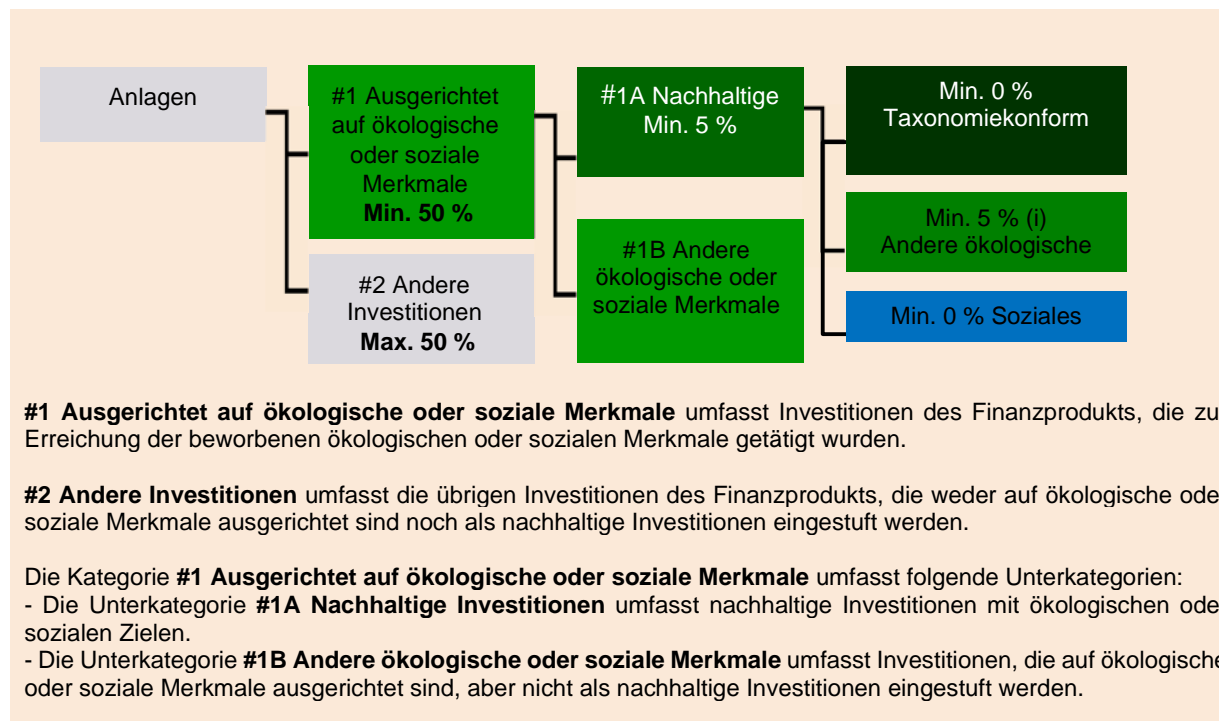 Anlagen
#1 Ausgerichtet
auf ökologische
oder soziale
Merkmale
Min. 50 %
#2 Andere
Investitionen
Max. 50 %
#1A Nachhaltige
Min. 5 %
#1B Andere
ökologische oder
soziale Merkmale
Min. 0 %
Taxonomiekonform
Min. 5 % (i)
Andere ökologische
Min. 0 % Soziales
#1 Ausgerichtet auf ökologische oder soziale Merkmale umfasst Investitionen des Finanzprodukts, die zu
Erreichung der beworbenen ökologischen oder sozialen Merkmale getätigt wurden.
#2 Andere Investitionen umfasst die übrigen Investitionen des Finanzprodukts, die weder auf ökologische ode
soziale Merkmale ausgerichtet sind noch als nachhaltige Investitionen eingestuft werden.
Die Kategorie #1 Ausgerichtet auf ökologische oder soziale Merkmale umfasst folgende Unterkategorien:
- Die Unterkategorie #1A Nachhaltige Investitionen umfasst nachhaltige Investitionen mit ökologischen ode
sozialen Zielen.
- Die Unterkategorie #1B Andere ökologische oder soziale Merkmale umfasst Investitionen, die auf ökologische
oder soziale Merkmale ausgerichtet sind, aber nicht als nachhaltige Investitionen eingestuft werden.